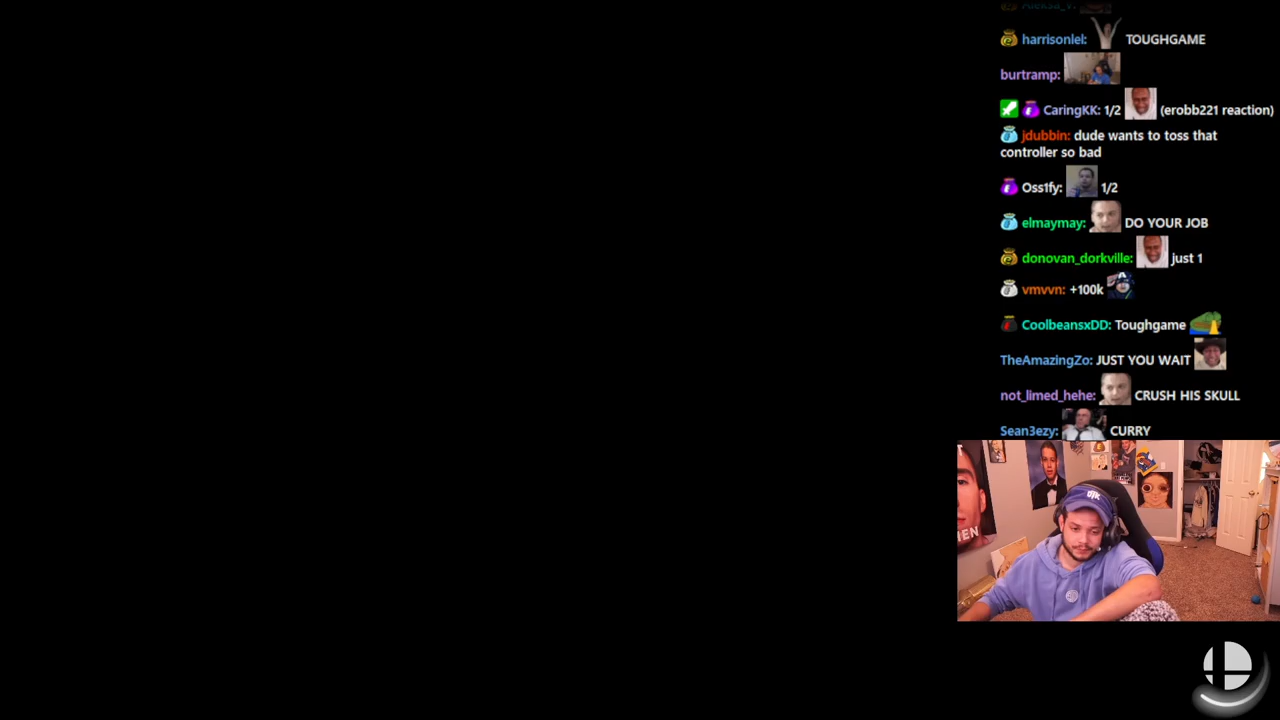 harrisonlel: TOUGHGAME
burtramp:
CaringKK: 1/2 (erobb221 reaction)
jdubbin: dude wants to toss that
controller so bad
Oss1fy: 1/2
elmaymay: DO YOUR JOB
donovan_dorkville: just 1
vmvvn: +100k
CoolbeansxDD: Toughgame
TheAmazingZo: JUST YOU WAIT
not_limed_hehe: CRUSH HIS SKULL
Sean3ezy: CURRY